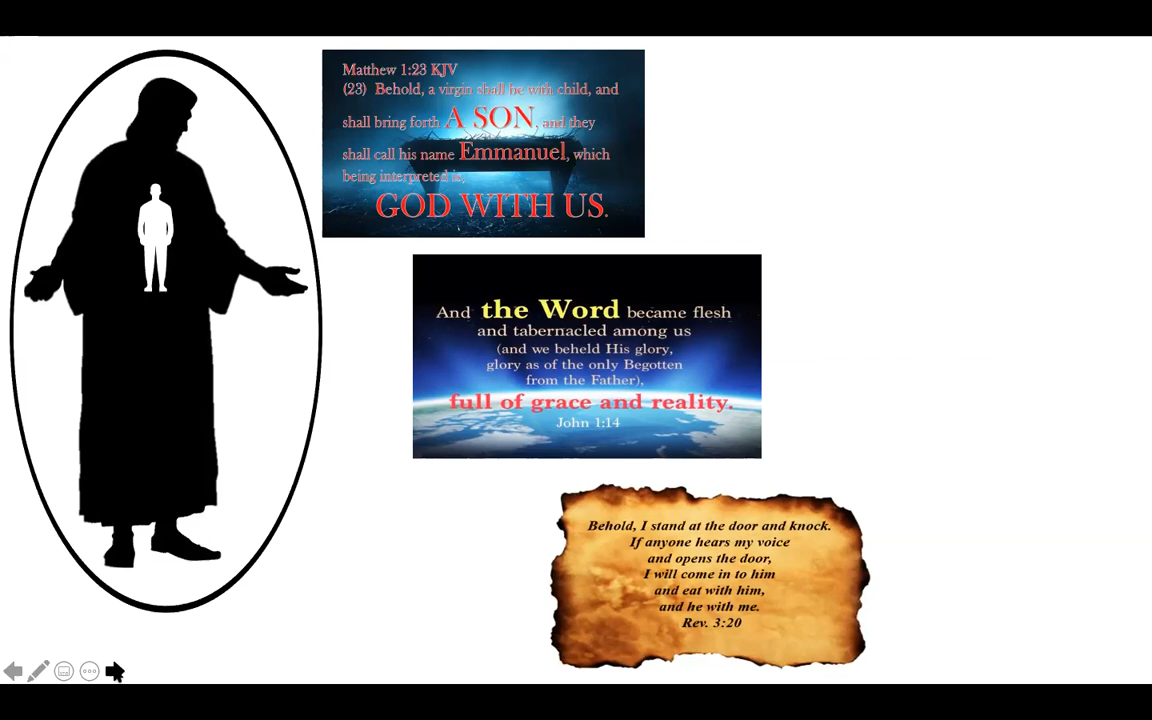 Matthew 1:23 KJV
(23) Behold, a virgin shall be with child, and
shall bring forth A SON, and they
shall call his name Emmanuel, which
being interpreted is,
GOD WITH US.
And the Word became flesh
and tabernacled among us
(and we beheld His glory,
glory as of the only Begotten
from the Father),
full of grace and reality.
John 1:14
Behold, I stand at the door and knock.
If anyone hears my voice
and opens the door,
I will come in to him
and eat with him,
and he with me.
Rev. 3:20